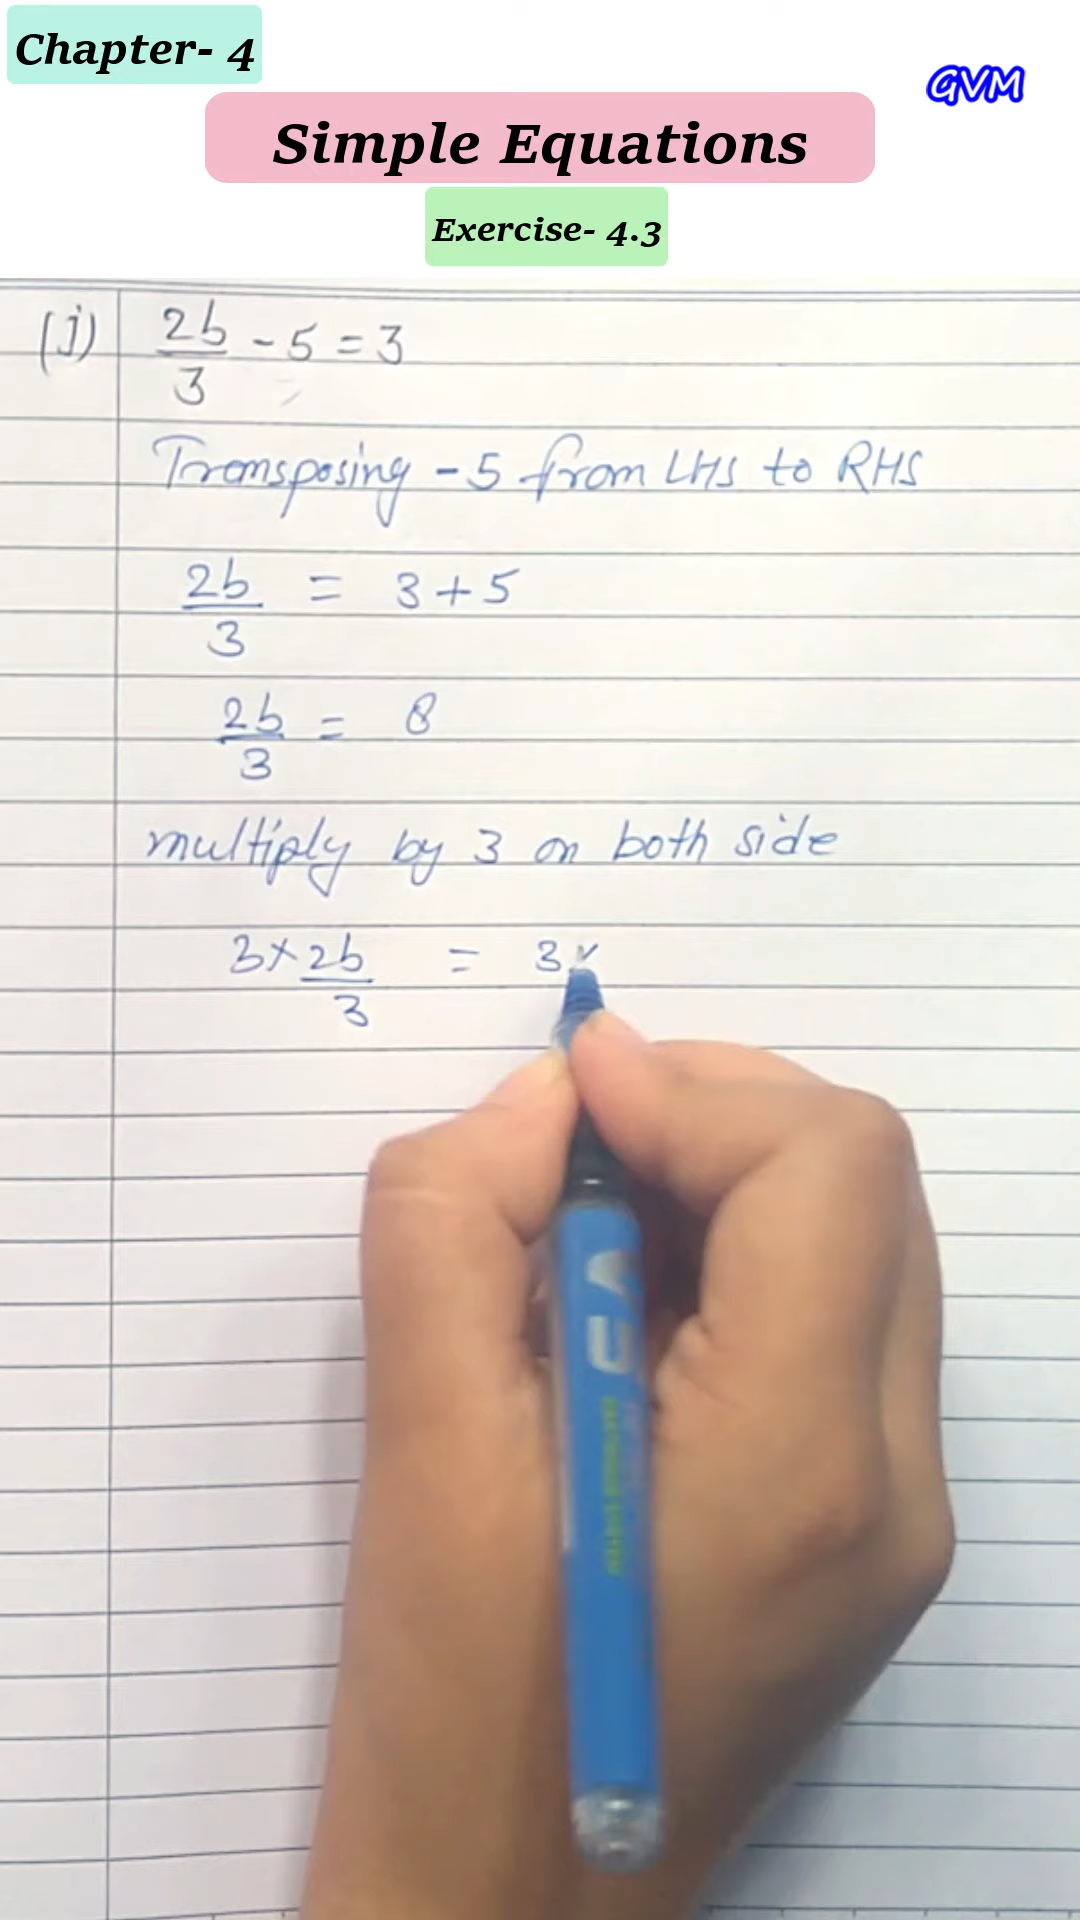 Chapter- 4
GVM
Simple Equations
Exercise- 4.3
(j) 2b/3 - 5 = 3
Transposing -5 from LHS to RHS
2b/3 = 3+5
2b/3 = 8
multiply by 3 on both side
3×2b/3 = 3×
V5